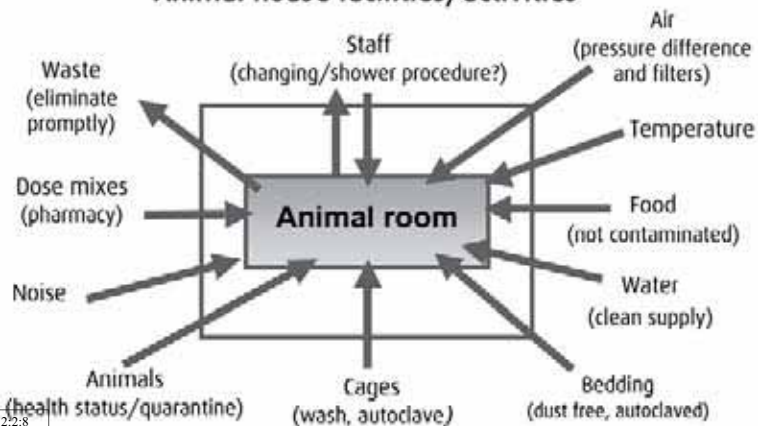 Staff
(changing/shower procedure?)
Air
(pressure difference
and filters)
Waste
(eliminate
promptly)
Temperature
Dose mixes
(pharmacy)
Animal room
Food
(not contaminated)
Noise
Water
(clean supply)
Animals
(health status/quarantine)
Cages
(wash, autoclave)
Bedding
(dust free, autoclaved)
2:2:8